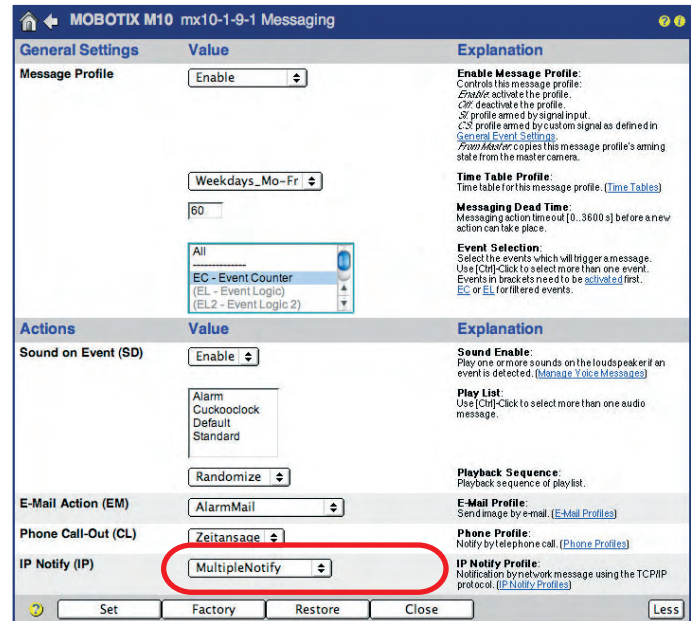 MOBOTIX M10 mx10-1-9-1 Messaging
General Settings Value Explanation
Message Profile
Enable
Enable Message Profile:
Controls this message profile:
Enable: activate the profile.
Off: deactivate the profile.
SI: profile armed by signal input.
CS: profile armed by custom signal as defined in
General Event Settings.
From Master: copies this message profile's arming
state from the master camera.
Weekdays_Mo-Fr
Time Table Profile:
Time table for this message profile. (Time Tables)
60
Messaging Dead Time:
Messaging action timeout [0..3600 s] before a new
action can take place.
All
--------------
EC - Event Counter
(EL - Event Logic)
(EL2 - Event Logic 2)
Event Selection:
Select the events which will trigger a message.
Use [Ctrl]-Click to select more than one event.
Events in brackets need to be activated first.
EC or EL for filtered events.
Actions Value Explanation
Sound on Event (SD)
Enable
Sound Enable:
Play one or more sounds on the loudspeaker if an
event is detected. (Manage Voice Messages)
Alarm
Cuckooclock
Default
Standard
Play List:
Use [Ctrl]-Click to select more than one audio
message.
Randomize
Playback Sequence:
Playback sequence of playlist.
E-Mail Action (EM)
AlarmMail
E-Mail Profile:
Send image by e-mail. (E-Mail Profiles)
Phone Call-Out (CL)
Zeitansage
Phone Profile:
Notify by telephone call. (Phone Profiles)
IP Notify (IP)
MultipleNotify
IP Notify Profile:
Notification by network message using the TCP/IP
protocol. (IP Notify Profiles)
Set Factory Restore Close Less